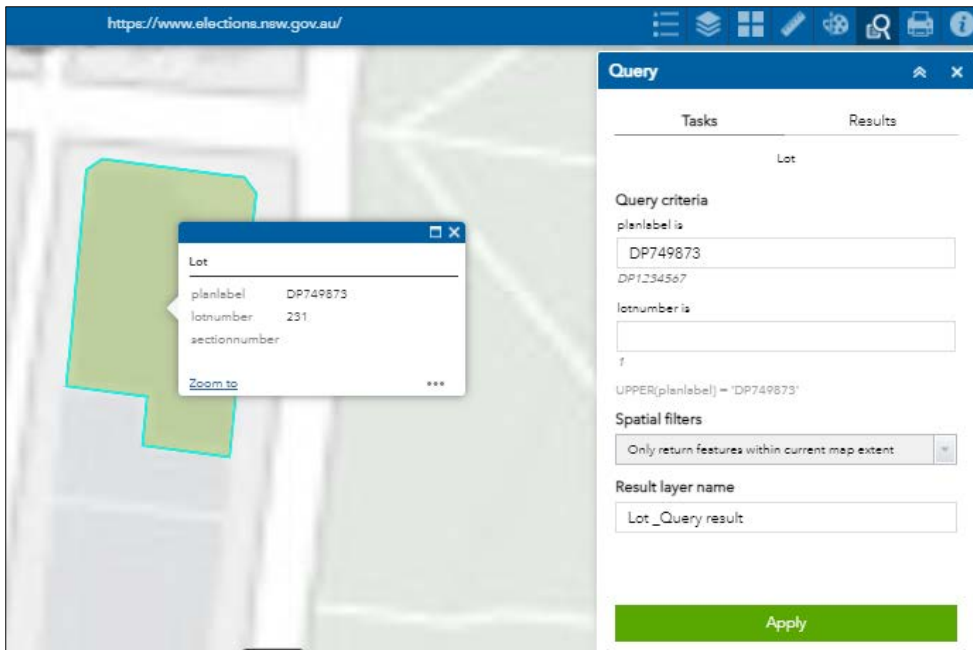 https://www.elections.nsw.gov.au/
Query
Tasks Results
Lot
Query criteria
planlabel is
DP749873
DP1234567
lotnumber is
1
UPPER(planlabel) = 'DP749873'
Spatial filters
Only return features within current map extent
Result layer name
Lot _Query result
Apply
Lot
planlabel DP749873
lotnumber 231
sectionnumber
Zoom to